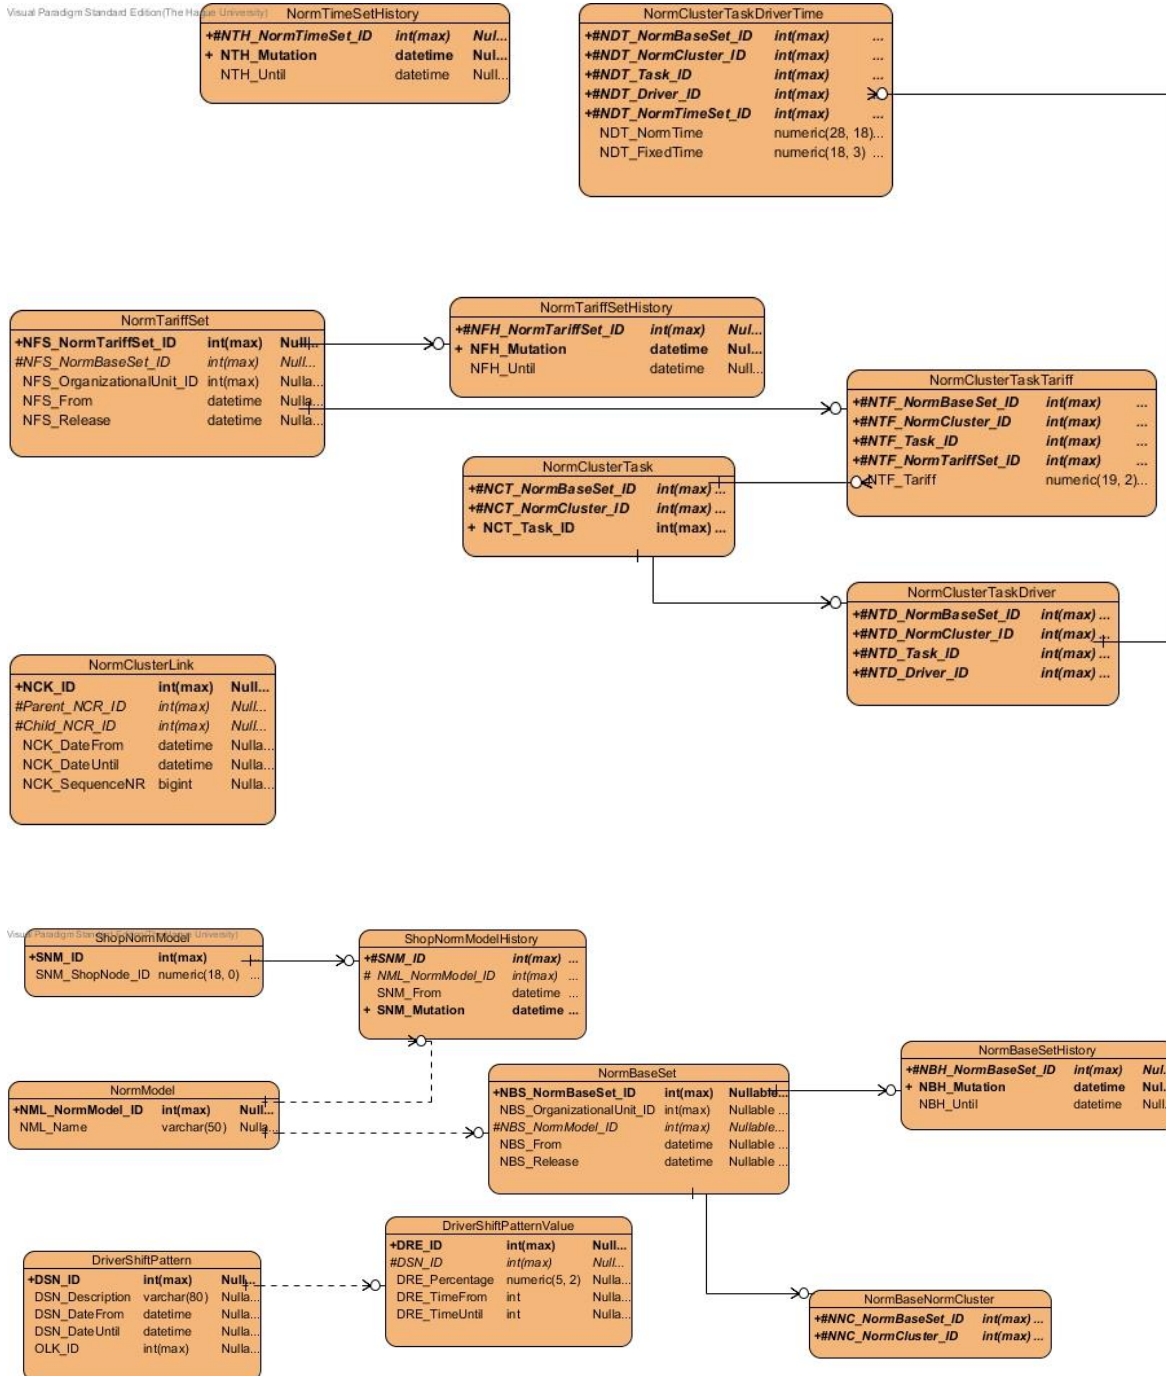 Visual Paradigm Standard Edition(The Hague University)
NormTimeSetHistory
+#NTH_NormTimeSet_ID int(max) Nul...
+ NTH_Mutation datetime Nul...
NTH_Until datetime Null...
NormClusterTaskDriverTime
+#NDT_NormBaseSet_ID int(max) ...
+#NDT_NormCluster_ID int(max) ...
+#NDT_Task_ID int(max) ...
+#NDT_Driver_ID int(max)
+#NDT_NormTimeSet_ID int(max) ...
NDT_NormTime numeric(28, 18)...
NDT_FixedTime numeric(18, 3) ...
NormTariffSet
+NFS_NormTariffSet_ID int(max) Null...
#NFS_NormBaseSet_ID int(max) Null...
NFS_OrganizationalUnit_ID int(max) Nulla...
NFS_From datetime Nulla...
NFS_Release datetime Nulla...
NormTariffSetHistory
+#NFH_NormTariffSet_ID int(max) Nul...
+ NFH_Mutation datetime Nul...
NFH_Until datetime Null...
NormClusterTaskTariff
+#NTF_NormBaseSet_ID int(max) ...
+#NTF_NormCluster_ID int(max) ...
+#NTF_Task_ID int(max) ...
+#NTF_NormTariffSet_ID int(max) ...
NTF_Tariff numeric(19, 2)...
NormClusterTask
+#NCT_NormBaseSet_ID int(max) ...
+#NCT_NormCluster_ID int(max) ...
+ NCT_Task_ID int(max) ...
NormClusterTaskDriver
+#NTD_NormBaseSet_ID int(max) ...
+#NTD_NormCluster_ID int(max) ...
+#NTD_Task_ID int(max) ...
+#NTD_Driver_ID int(max) ...
NormClusterLink
+NCK_ID int(max) Null...
#Parent_NCR_ID int(max) Null...
#Child_NCR_ID int(max) Null...
NCK_DateFrom datetime Nulla...
NCK_DateUntil datetime Nulla...
NCK_SequenceNR bigint Nulla...
Visual Paradigm Standard Edition(The Hague University)
ShopNormModel
+SNM_ID int(max)
SNM_ShopNode_ID numeric(18, 0) ...
ShopNormModelHistory
+#SNM_ID int(max) ...
# NML_NormModel_ID int(max) ...
SNM_From datetime ...
+ SNM_Mutation datetime ...
NormModel
+NML_NormModel_ID int(max) Null...
NML_Name varchar(50) Nulla...
NormBaseSet
+NBS_NormBaseSet_ID int(max) Nullable...
NBS_OrganizationalUnit_ID int(max) Nullable ...
#NBS_NormModel_ID int(max) Nullable...
NBS_From datetime Nullable ...
NBS_Release datetime Nullable ...
NormBaseSetHistory
+#NBH_NormBaseSet_ID int(max) Nul.
+ NBH_Mutation datetime Nul.
NBH_Until datetime Null
DriverShiftPattern
+DSN_ID int(max) Null...
DSN_Description varchar(80) Nulla...
DSN_DateFrom datetime Nulla...
DSN_DateUntil datetime Nulla...
OLK_ID int(max) Nulla...
DriverShiftPatternValue
+DRE_ID int(max) Null...
#DSN_ID int(max) Null...
DRE_Percentage numeric(5, 2) Nulla...
DRE_TimeFrom int Nulla...
DRE_TimeUntil int Nulla...
NormBaseNormCluster
+#NNC_NormBaseSet_ID int(max) ...
+#NNC_NormCluster_ID int(max) ...